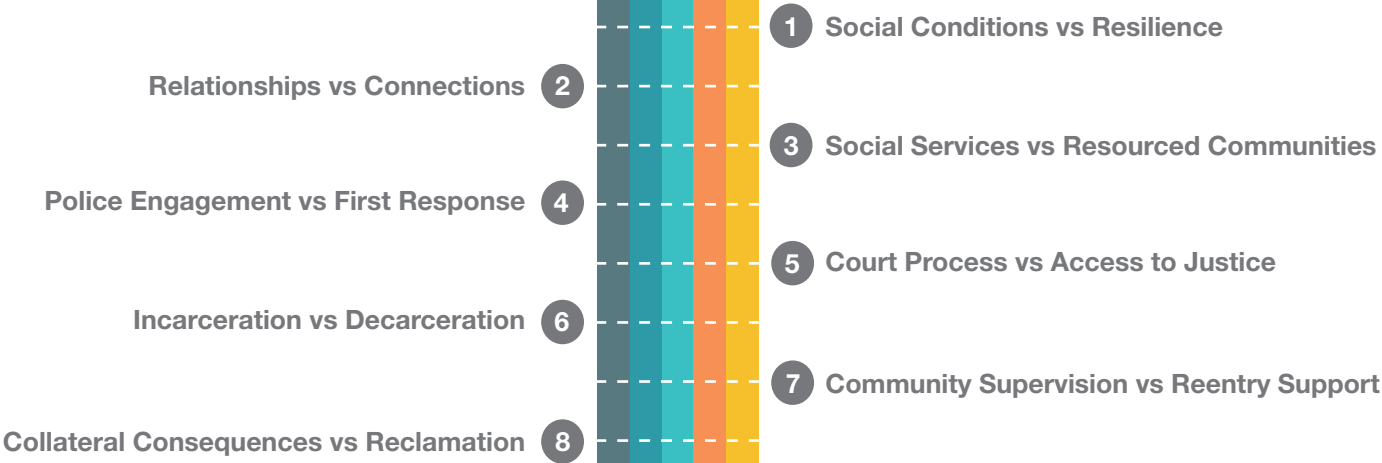 1 Social Conditions vs Resilience
Relationships vs Connections 2
3 Social Services vs Resourced Communities
Police Engagement vs First Response 4
5 Court Process vs Access to Justice
Incarceration vs Decarceration 6
7 Community Supervision vs Reentry Support
Collateral Consequences vs Reclamation 8